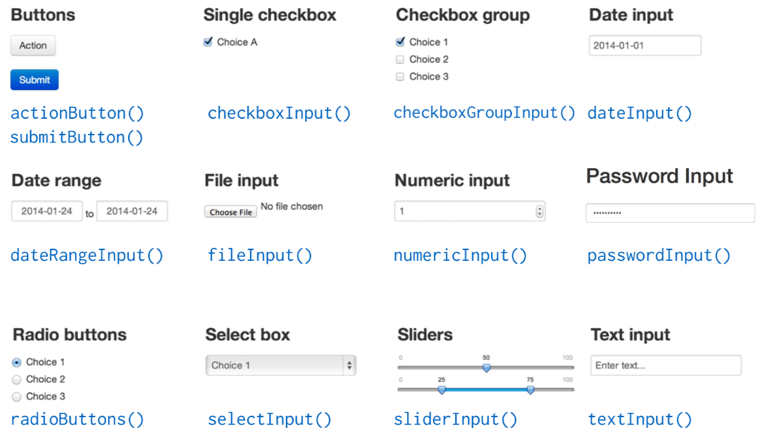 Buttons
Action
Submit
actionButton()
submitButton()
Single checkbox
Choice A
checkboxInput()
Checkbox group
Choice 1
Choice 2
Choice 3
checkboxGroupInput()
Date input
2014-01-01
dateInput()
Date range
2014-01-24 to 2014-01-24
dateRangeInput()
File input
Choose File No file chosen
fileInput()
Numeric input
1
numericInput()
Password Input
••••••••••
passwordInput()
Radio buttons
Choice 1
Choice 2
Choice 3
radioButtons()
Select box
Choice 1
selectInput()
Sliders
0 50 100
0 25 75 100
sliderInput()
Text input
Enter text...
textInput()